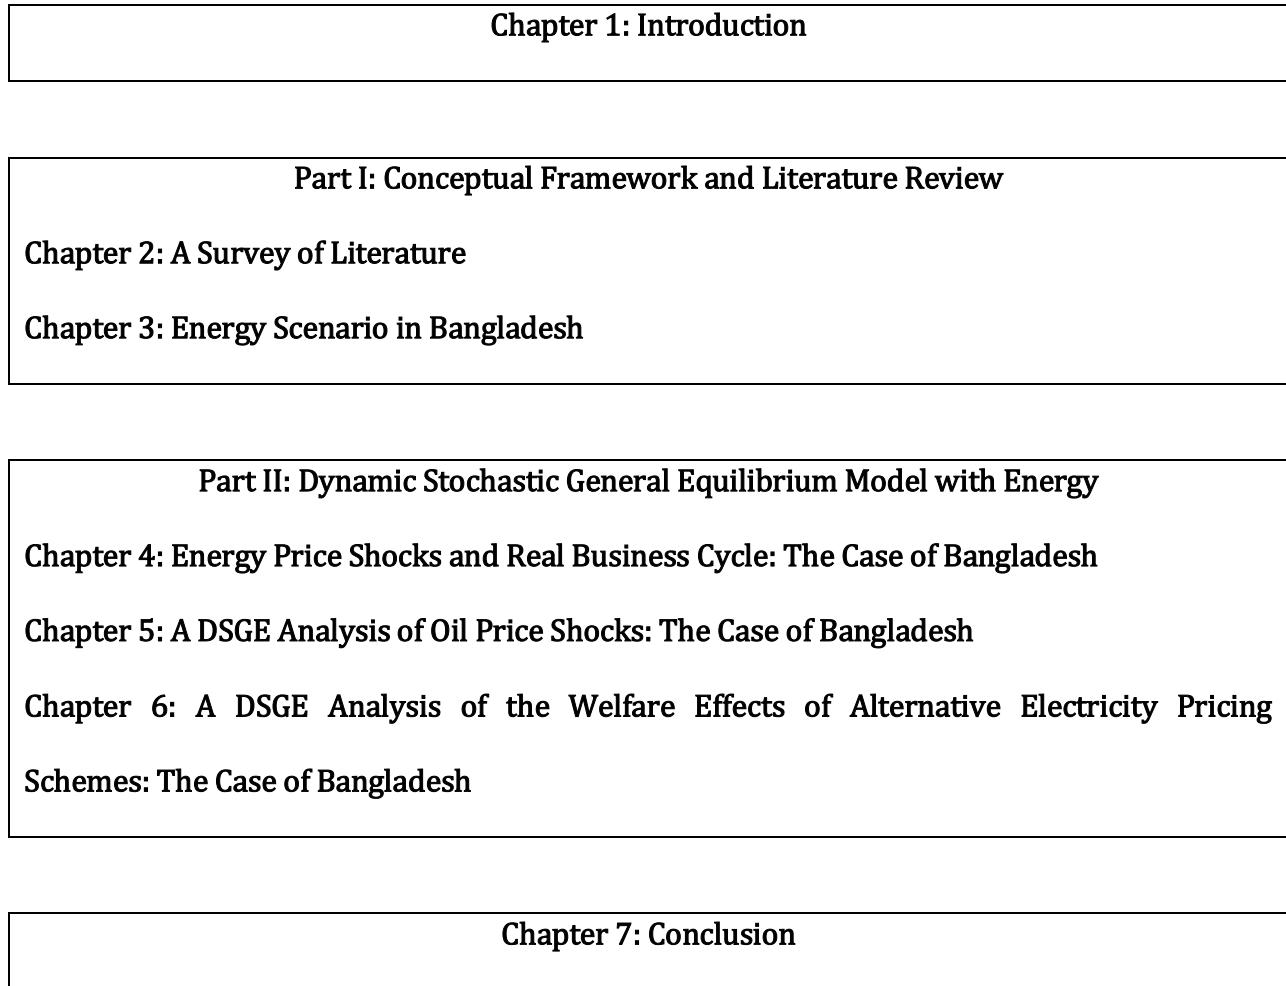 Chapter 1: Introduction
Part I: Conceptual Framework and Literature Review
Chapter 2: A Survey of Literature
Chapter 3: Energy Scenario in Bangladesh
Part II: Dynamic Stochastic General Equilibrium Model with Energy
Chapter 4: Energy Price Shocks and Real Business Cycle: The Case of Bangladesh
Chapter 5: A DSGE Analysis of Oil Price Shocks: The Case of Bangladesh
Chapter 6: A DSGE Analysis of the Welfare Effects of Alternative Electricity Pricing
Schemes: The Case of Bangladesh
Chapter 7: Conclusion